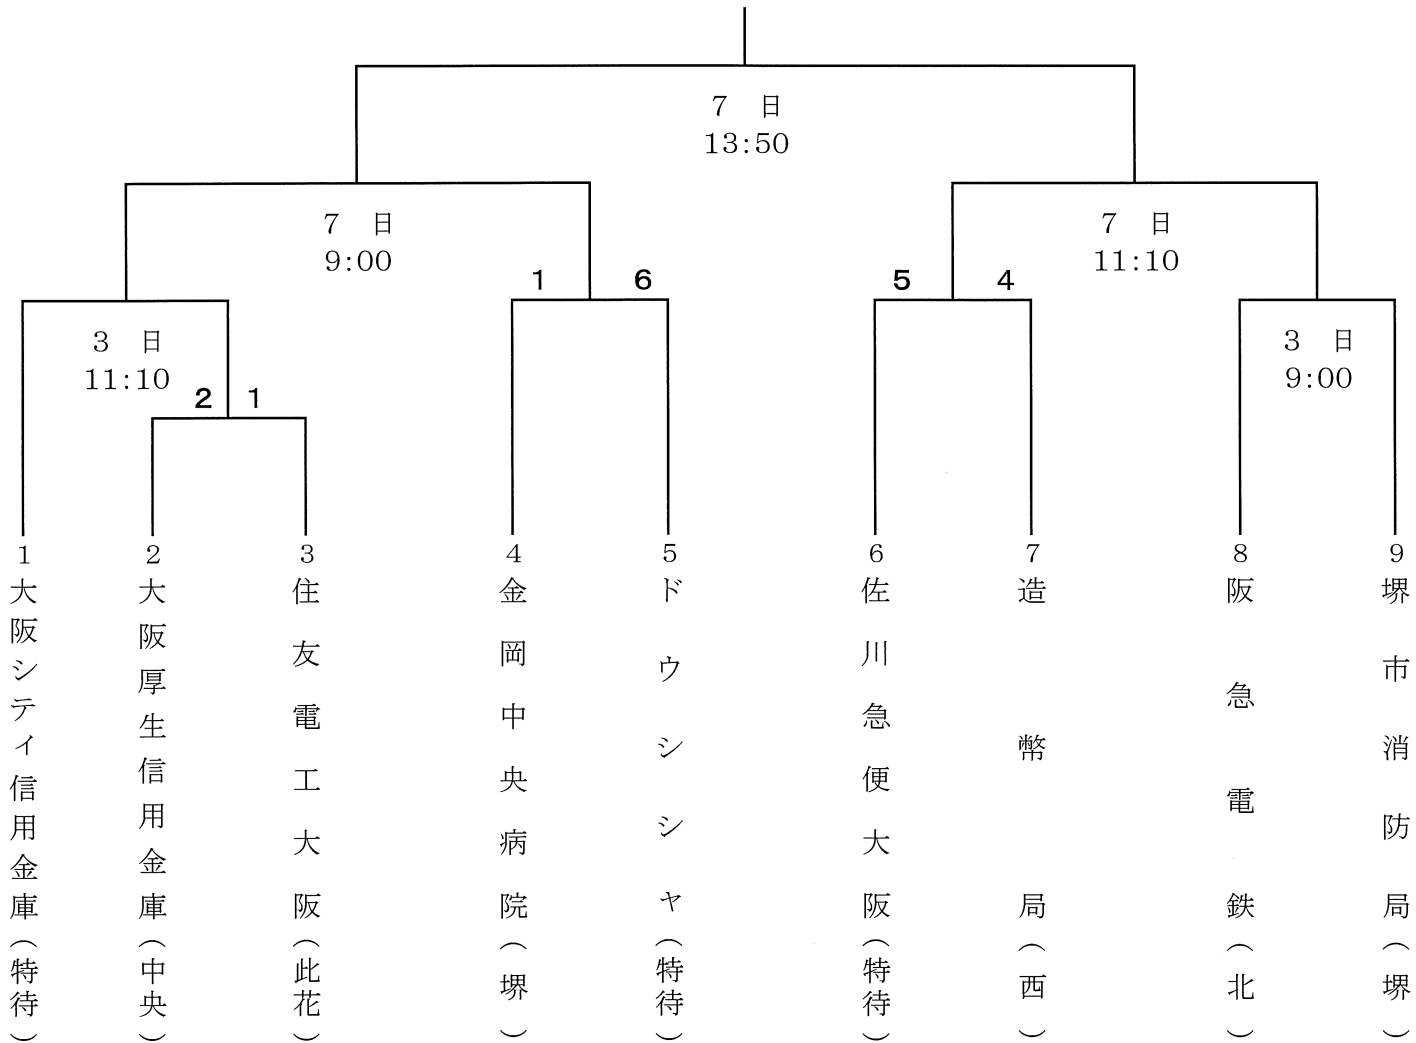 7 日
13:50
7 日
9:00
7 日
11:10
1 6
5 4
3 日
11:10
3 日
9:00
2 1
1 大阪シティ信用金庫(特待)
2 大阪厚生信用金庫(中央)
3 住友電工大阪(此花)
4 金岡中央病院(堺)
5 ドウシシャ(特待)
6 佐川急便大阪(特待)
7 造幣局(西)
8 阪急電鉄(北)
9 堺市消防局(堺)